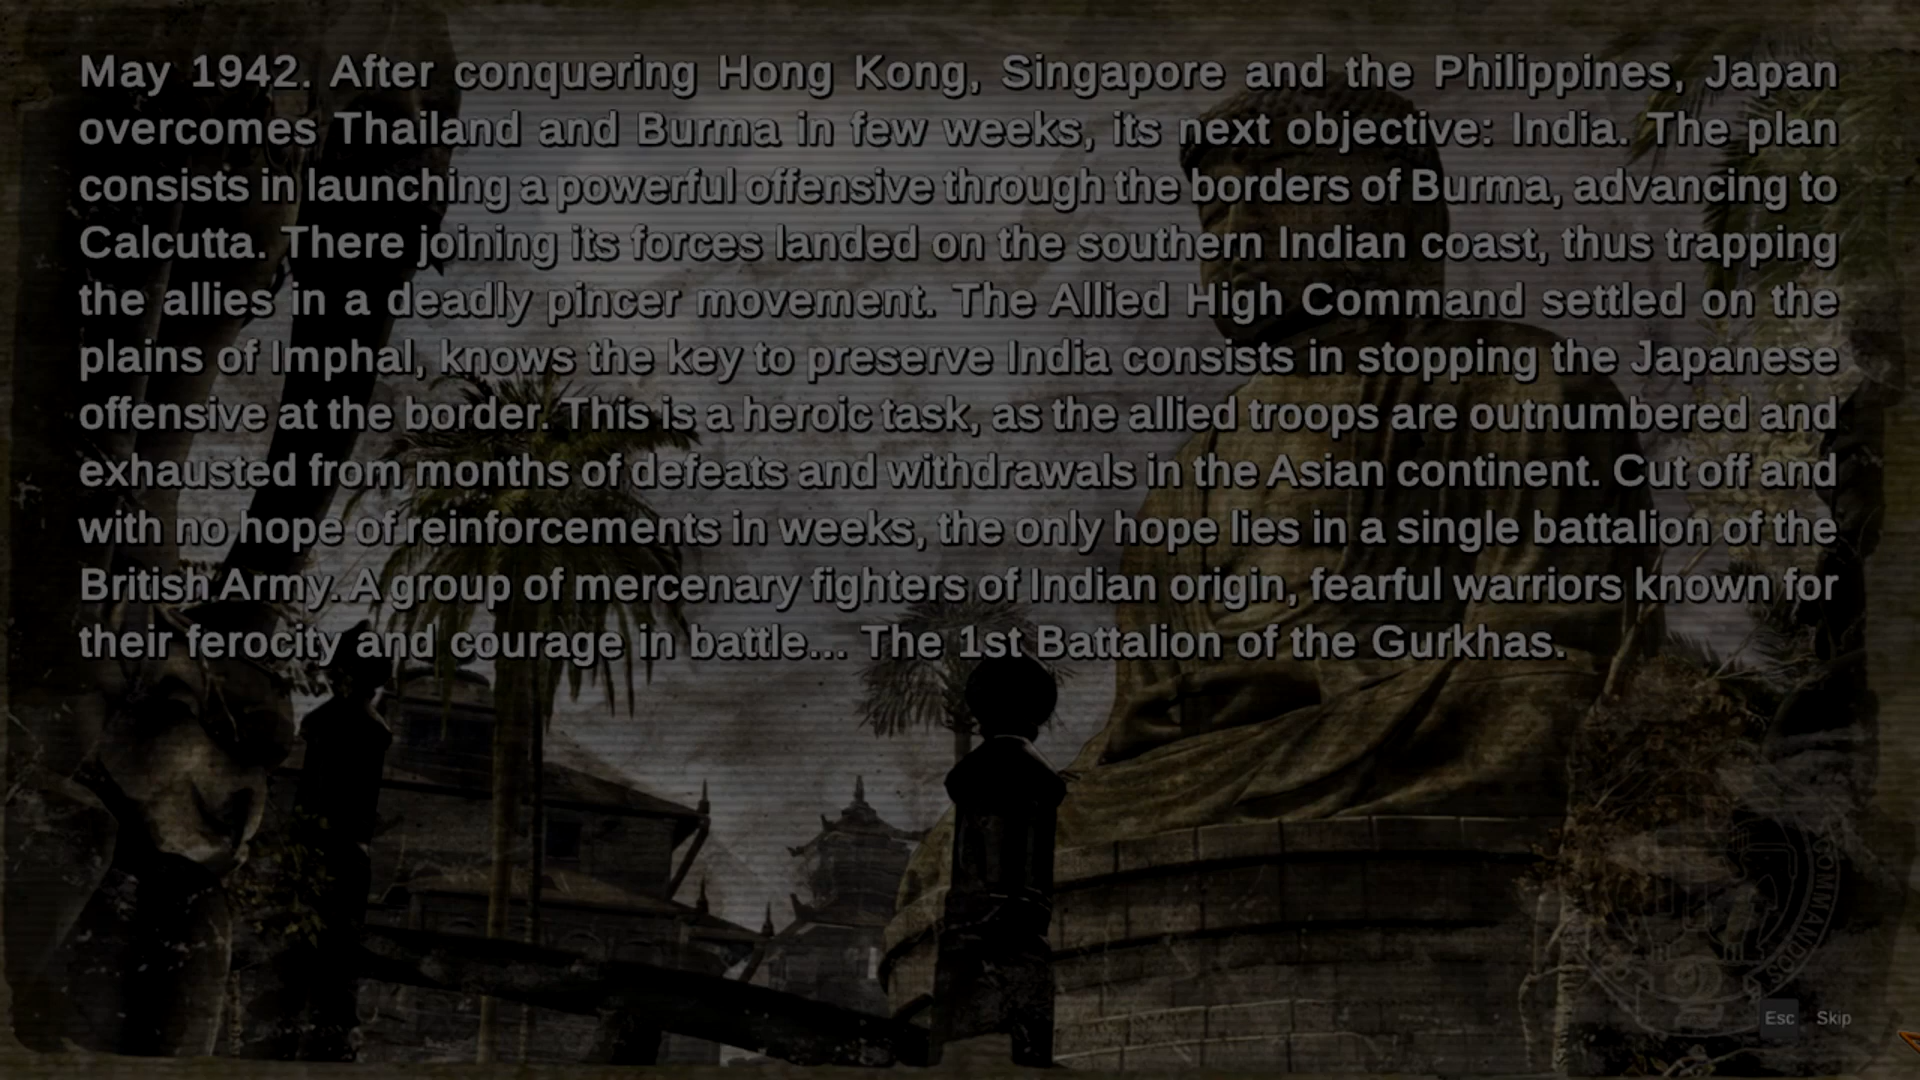 May 1942. After conquering Hong Kong, Singapore and the Philippines, Japan
overcomes Thailand and Burma in few weeks, its next objective: India. The plan
consists in launching a powerful offensive through the borders of Burma, advancing to
Calcutta. There joining its forces landed on the southern Indian coast, thus trapping
the allies in a deadly pincer movement. The Allied High Command settled on the
plains of Imphal, knows the key to preserve India consists in stopping the Japanese
offensive at the border. This is a heroic task, as the allied troops are outnumbered and
exhausted from months of defeats and withdrawals in the Asian continent. Cut off and
with no hope of reinforcements in weeks, the only hope lies in a single battalion of the
British Army. A group of mercenary fighters of Indian origin, fearful warriors known for
their ferocity and courage in battle... The 1st Battalion of the Gurkhas.
COMMANDOS
Esc Skip